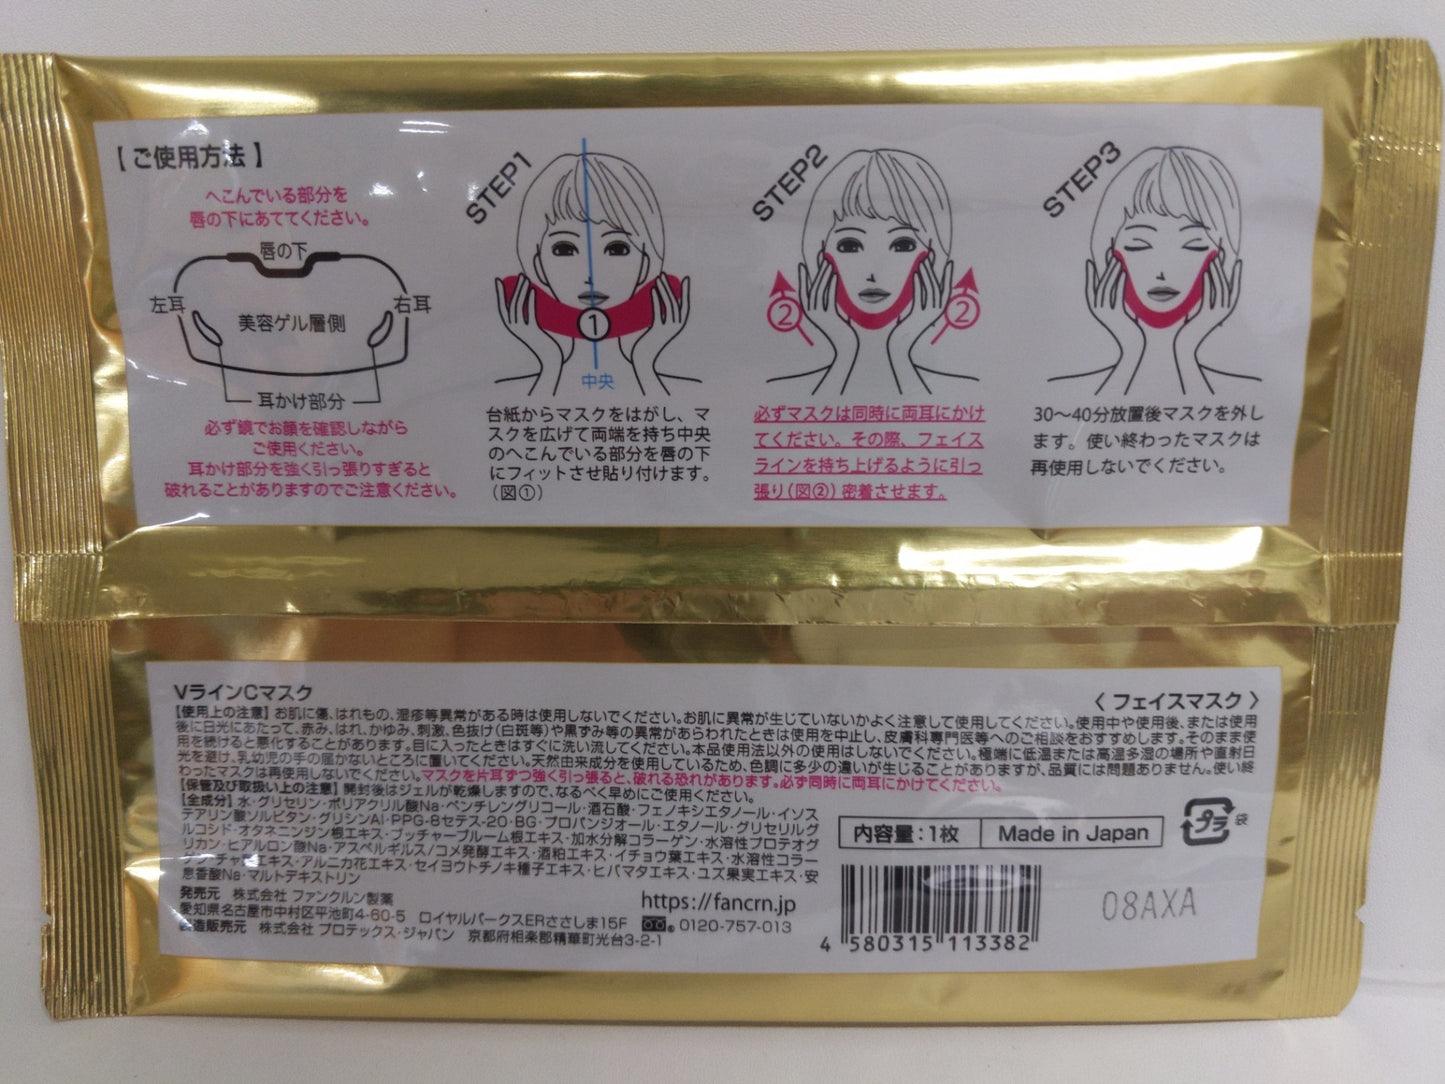 【ご使用方法】
へこんでいる部分を
唇の下にあててください。
唇の下
左耳
右耳
美容ゲル層側
耳かけ部分
必ず鏡でお顔を確認しながら
ご使用ください。
耳かけ部分を強く引っ張りすぎると
破れることがありますのでご注意ください。
STEP1
①
中央
台紙からマスクをはがし、マ
スクを広げて両端を持ち中央
のへこんでいる部分を唇の下
にフィットさせ貼り付けます。
(図①)
STEP2
②
②
必ずマスクは同時に両耳にかけ
てください。その際、フェイス
ラインを持ち上げるように引っ
張り(図②)密着させます。
STEP3
30〜40分放置後マスクを外し
ます。使い終わったマスクは
再使用しないでください。
VラインCマスク
〈フェイスマスク〉
【使用上の注意】お肌に傷、はれもの、湿疹等異常がある時は使用しないでください。お肌に異常が生じていないかよく注意して使用してください。使用中や使用後、または使用
後に日光にあたって、赤み、はれ、かゆみ、刺激、色抜け(白斑等)や黒ずみ等の異常があらわれたときは使用を中止し、皮膚科専門医等へのご相談をおすすめします。そのまま使
用を続けると悪化することがあります。目に入ったときはすぐに洗い流してください。本品使用法以外の使用はしないでください。極端に低温または高温多湿の場所や直射日
光を避け、乳幼児の手の届かないところに置いてください。天然由来成分を使用しているため、色調に多少の違いが生じることがありますが、品質には問題ありません。使い終
わったマスクは再使用しないでください。マスクを片耳ずつ強く引っ張ると、破れる恐れがあります。必ず同時に両耳にかけてください。
【保管及び取扱い上の注意】開封後はジェルが乾燥しますので、なるべく早めにご使用ください。
【全成分】水・グリセリン・ポリアクリル酸Na・ペンチレングリコール・酒石酸・フェノキシエタノール・イソス
テアリン酸ソルビタン・グリシンAl・PPG-8セテス-20・BG・プロパンジオール・エタノール・グリセリルグ
ルコシド・オタネニンジン根エキス・ブッチャーブルーム根エキス・加水分解コラーゲン・水溶性プロテオグ
リカン・ヒアルロン酸Na・アスペルギルス/コメ発酵エキス・酒粕エキス・イチョウ葉エキス・水溶性コラー
ゲン・チャ葉エキス・アルニカ花エキス・セイヨウトチノキ種子エキス・ヒバマタエキス・ユズ果実エキス・安
息香酸Na・マルトデキストリン
発売元 株式会社 ファンクルン製薬
愛知県名古屋市中村区平池町4-60-5 ロイヤルパークスERささしま15F
製造販売元 株式会社 プロテックス・ジャパン 京都府相楽郡精華町光台3-2-1
https://fancrn.jp
0120-757-013
内容量:1枚
Made in Japan
プラ
袋
4 580315 113382
08AXA